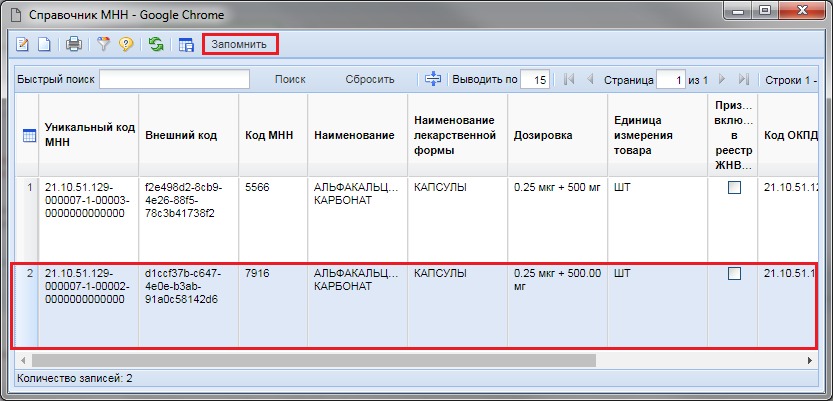 Справочник МНН - Google Chrome
Запомнить
Быстрый поиск Поиск Сбросить Выводить по 15 Страница 1 из 1 Строки 1 -
Уникальный код МНН Внешний код Код МНН Наименование Наименование лекарственной формы Дозировка Единица измерения товара Приз... вклю... в реестр ЖНВ... Код ОКПД
1 21.10.51.129-000007-1-00003-0000000000000 f2e498d2-8cb9-4e26-88f5-78c3b41738f2 5566 АЛЬФАКАЛЬЦ... КАРБОНАТ КАПСУЛЫ 0.25 мкг + 500 мг ШТ 21.10.51.12
2 21.10.51.129-000007-1-00002-0000000000000 d1ccf37b-c647-4e0e-b3ab-91a0c58142d6 7916 АЛЬФАКАЛЬЦ... КАРБОНАТ КАПСУЛЫ 0.25 мкг + 500.00 мг ШТ 21.10.51.1
Количество записей: 2